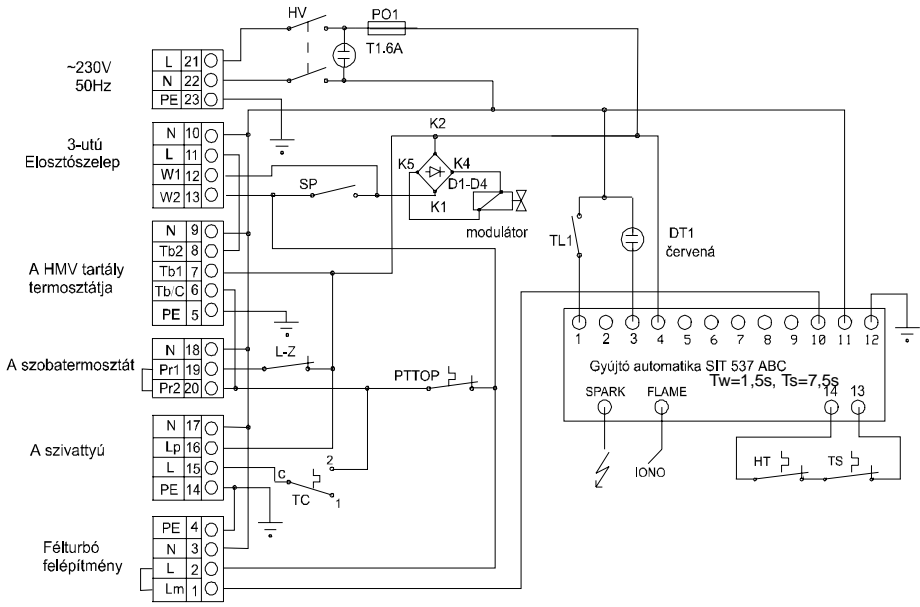 HV
PO1
T1.6A
~230V
50Hz
L 21
N 22
PE 23
3-utú
Elosztószelep
N 10
L 11
W1 12
W2 13
SP
K2
K5
K4
D1-D4
K1
modulátor
TL1
DT1
červená
A HMV tartály
termosztátja
N 9
Tb2 8
Tb1 7
Tb/C 6
PE 5
A szobatermosztát
N 18
Pr1 19
Pr2 20
L-Z
PTTOP
A szivattyú
N 17
Lp 16
L 15
PE 14
C
2
1
TC
Félturbó
felépítmény
PE 4
N 3
L 2
Lm 1
1 2 3 4 5 6 7 8 9 10 11 12
Gyújtó automatika SIT 537 ABC
Tw=1,5s, Ts=7,5s
SPARK
FLAME
14 13
IONO
HT
TS